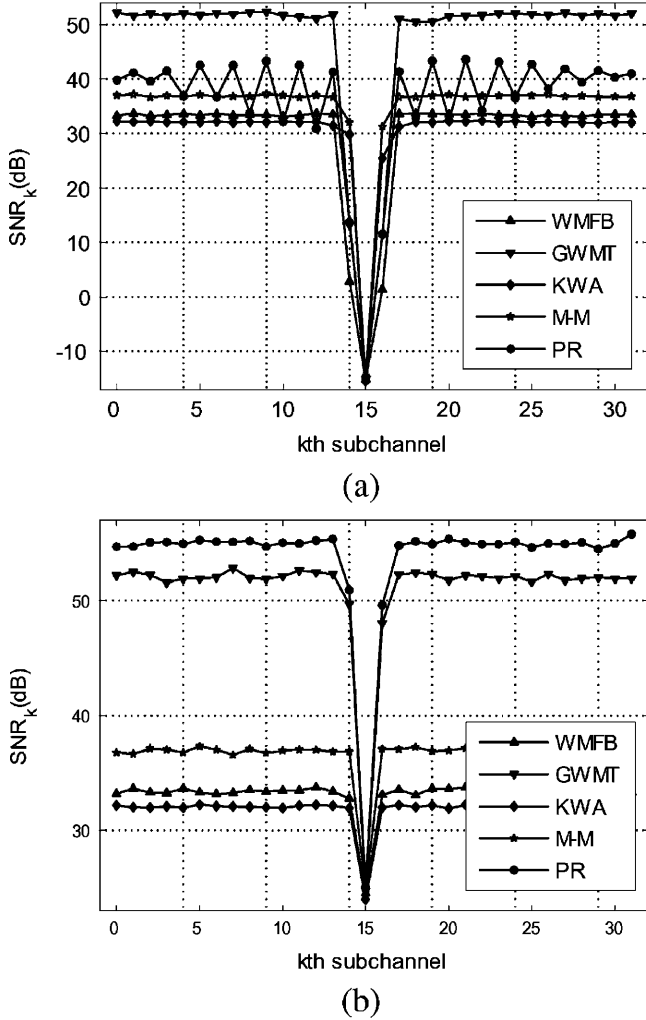 50
40
30
20
10
0
-10
SNR_k(dB)
WMFB
GWMT
KWA
M-M
PR
0 5 10 15 20 25 30
kth subchannel
(a)
50
40
30
SNR_k(dB)
WMFB
GWMT
KWA
M-M
PR
0 5 10 15 20 25 30
kth subchannel
(b)